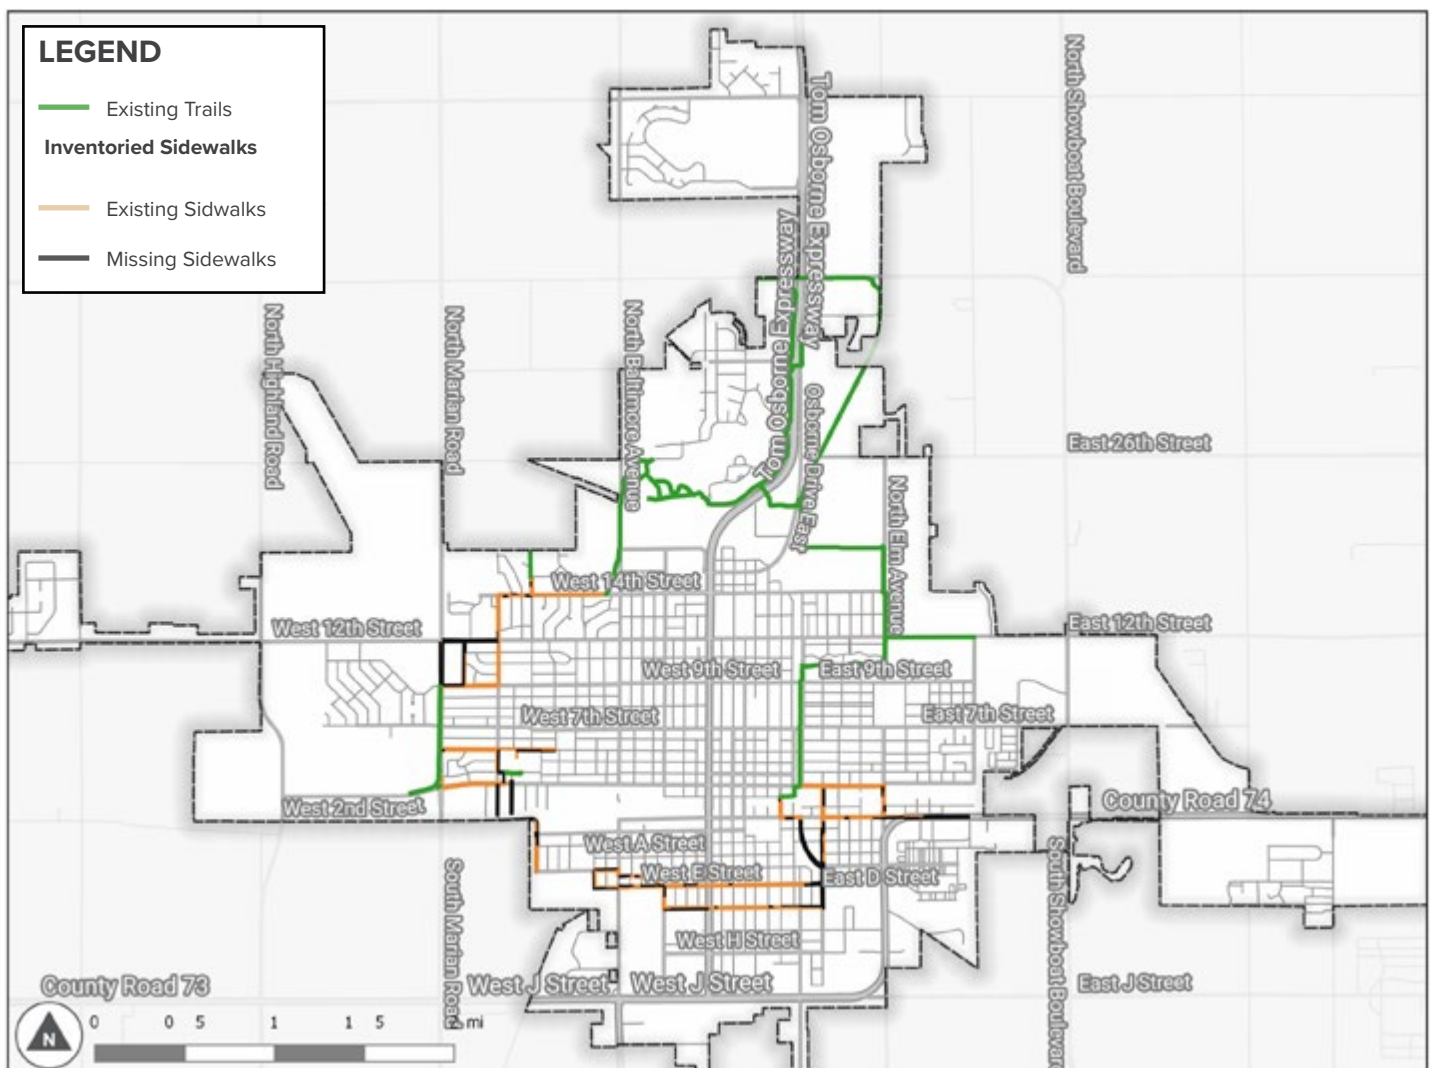 LEGEND
Existing Trails
Inventoried Sidewalks
Existing Sidwalks
Missing Sidewalks
Tom Osborne Expressway
North Showboat Boulevard
Tom Osborne Expressway
North Highland Road
North Marian Road
North Baltimore Avenue
Osborne Drive East
East 26th Street
North Elm Avenue
West 14th Street
West 12th Street
East 12th Street
West 9th Street
East 9th Street
West 7th Street
East 7th Street
West 2nd Street
County Road 74
West A Street
West E Street
East D Street
South Marian Road
South Showboat Boulevard
West H Street
County Road 73
West J Street
West J Street
East J Street
N
0 0 5 1 1 5 2 mi